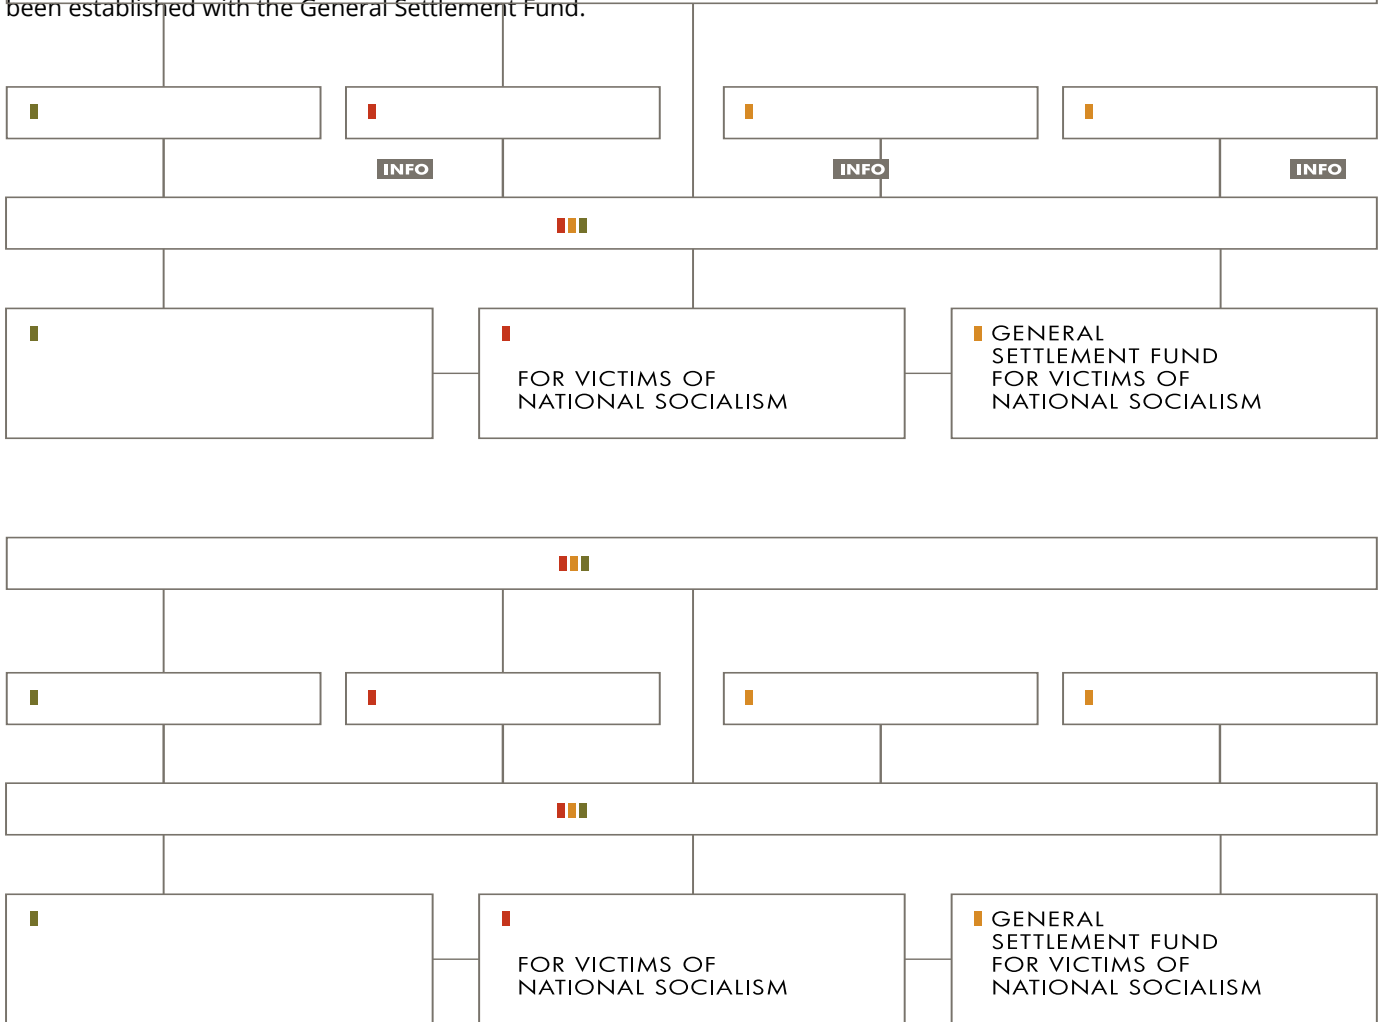 been established with the General Settlement Fund.
INFO
INFO
INFO
FOR VICTIMS OF
NATIONAL SOCIALISM
GENERAL
SETTLEMENT FUND
FOR VICTIMS OF
NATIONAL SOCIALISM
FOR VICTIMS OF
NATIONAL SOCIALISM
GENERAL
SETTLEMENT FUND
FOR VICTIMS OF
NATIONAL SOCIALISM